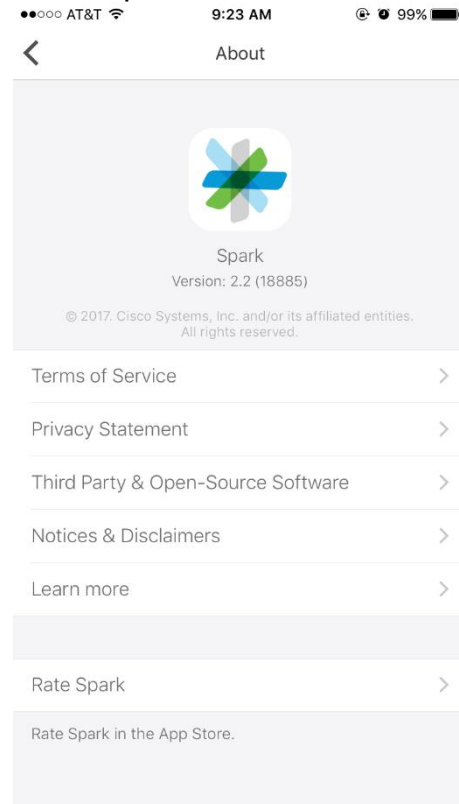 AT&T 9:23 AM 99%
About
Spark
Version: 2.2 (18885)
© 2017. Cisco Systems, Inc. and/or its affiliated entities.
All rights reserved.
Terms of Service
Privacy Statement
Third Party & Open-Source Software
Notices & Disclaimers
Learn more
Rate Spark
Rate Spark in the App Store.